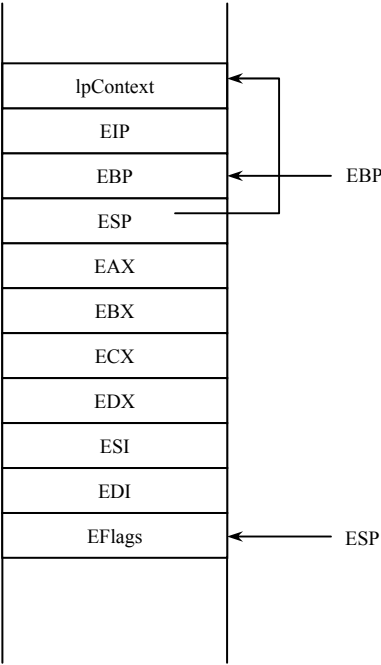 lpContext
EIP
EBP
EBP
ESP
EAX
EBX
ECX
EDX
ESI
EDI
EFlags
ESP